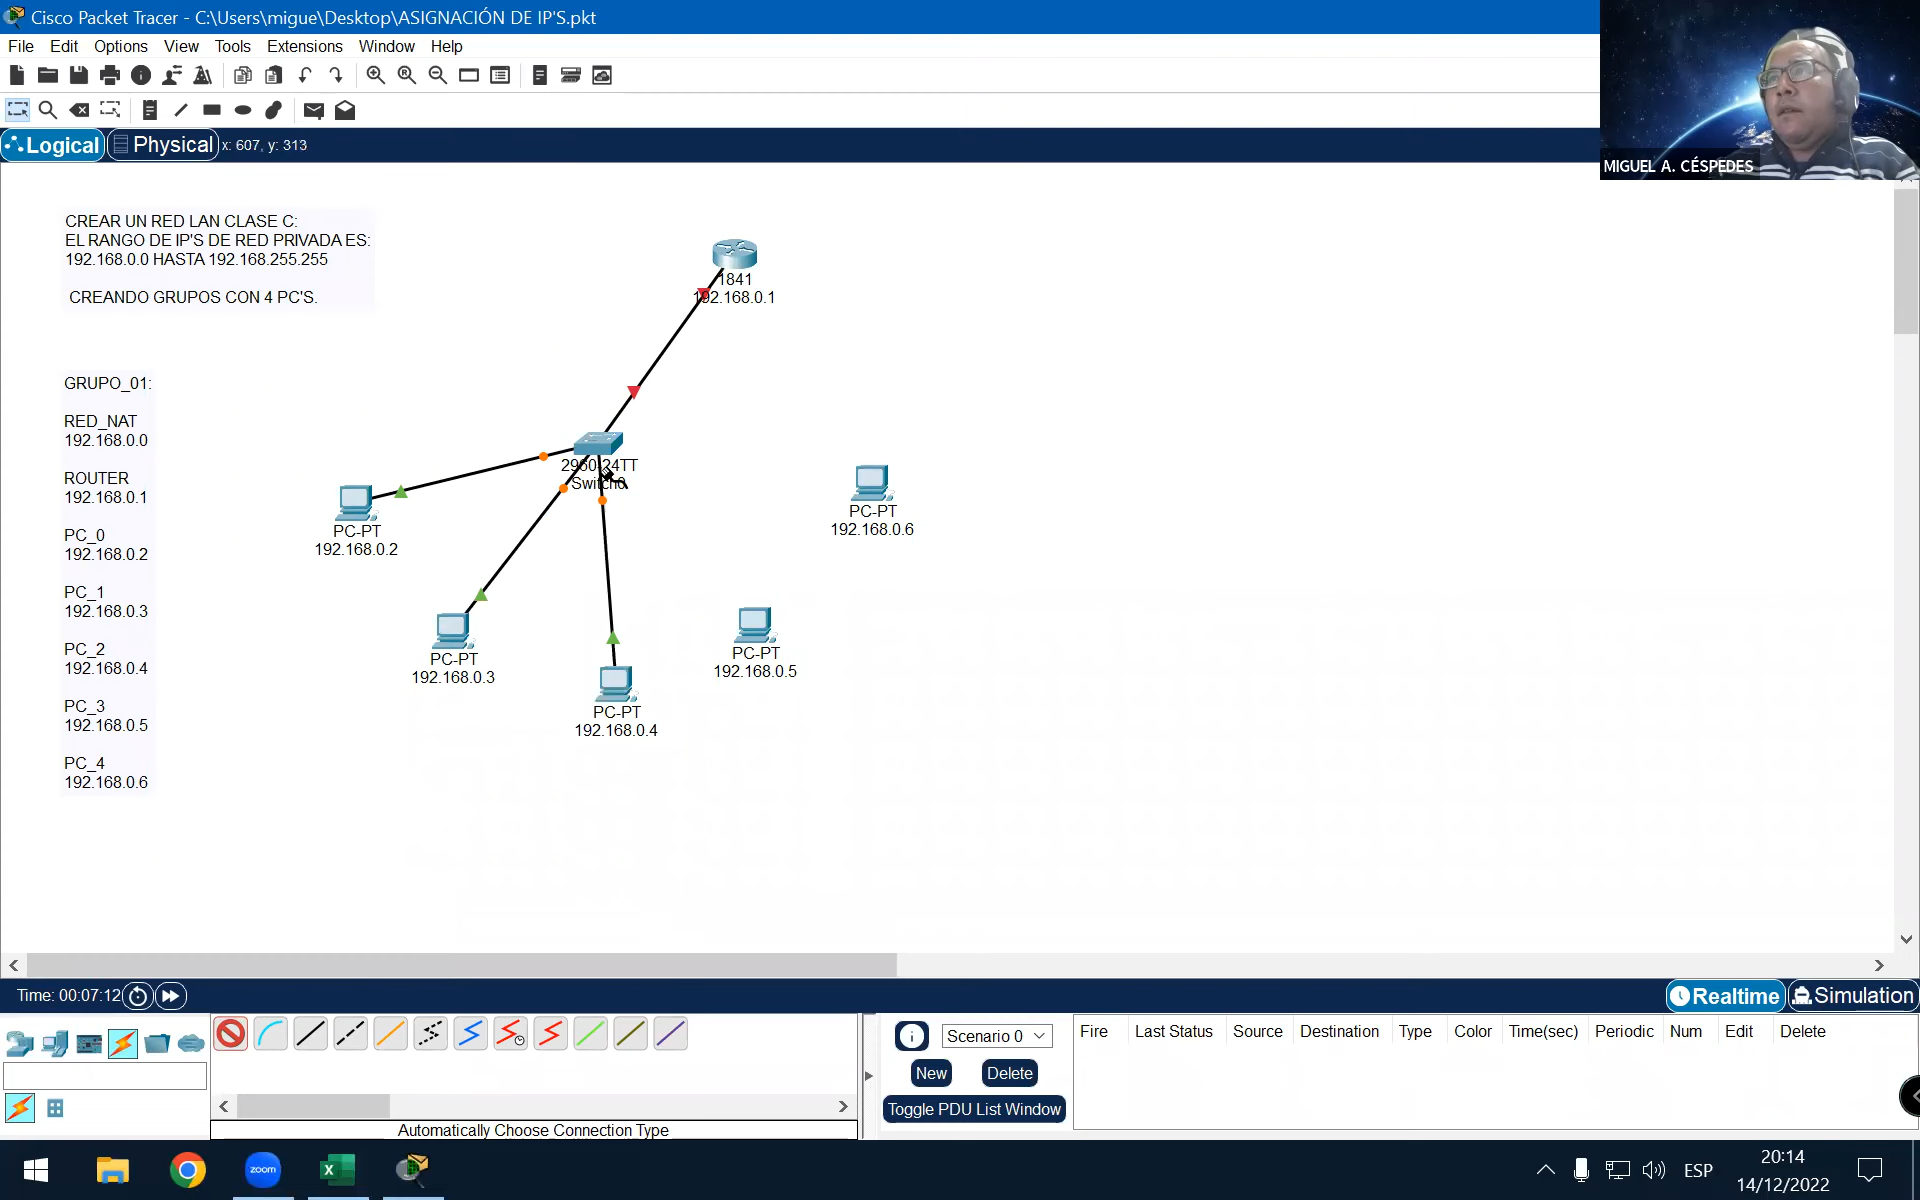 Cisco Packet Tracer - C:\Users\migue\Desktop\ASIGNACIÓN DE IP'S.pkt
File Edit Options View Tools Extensions Window Help
Logical Physical x: 607, y: 313
MIGUEL A. CÉSPEDES
CREAR UN RED LAN CLASE C:
EL RANGO DE IP'S DE RED PRIVADA ES:
192.168.0.0 HASTA 192.168.255.255
CREANDO GRUPOS CON 4 PC'S.
GRUPO_01:
RED_NAT
192.168.0.0
ROUTER
192.168.0.1
PC_0
192.168.0.2
PC_1
192.168.0.3
PC_2
192.168.0.4
PC_3
192.168.0.5
PC_4
192.168.0.6
1841
192.168.0.1
2960-24TT
Switch0
PC-PT
192.168.0.2
PC-PT
192.168.0.3
PC-PT
192.168.0.4
PC-PT
192.168.0.5
PC-PT
192.168.0.6
Time: 00:07:12
Realtime Simulation
Scenario 0
New Delete
Toggle PDU List Window
Fire Last Status Source Destination Type Color Time(sec) Periodic Num Edit Delete
Automatically Choose Connection Type
zoom
ESP
20:14
14/12/2022